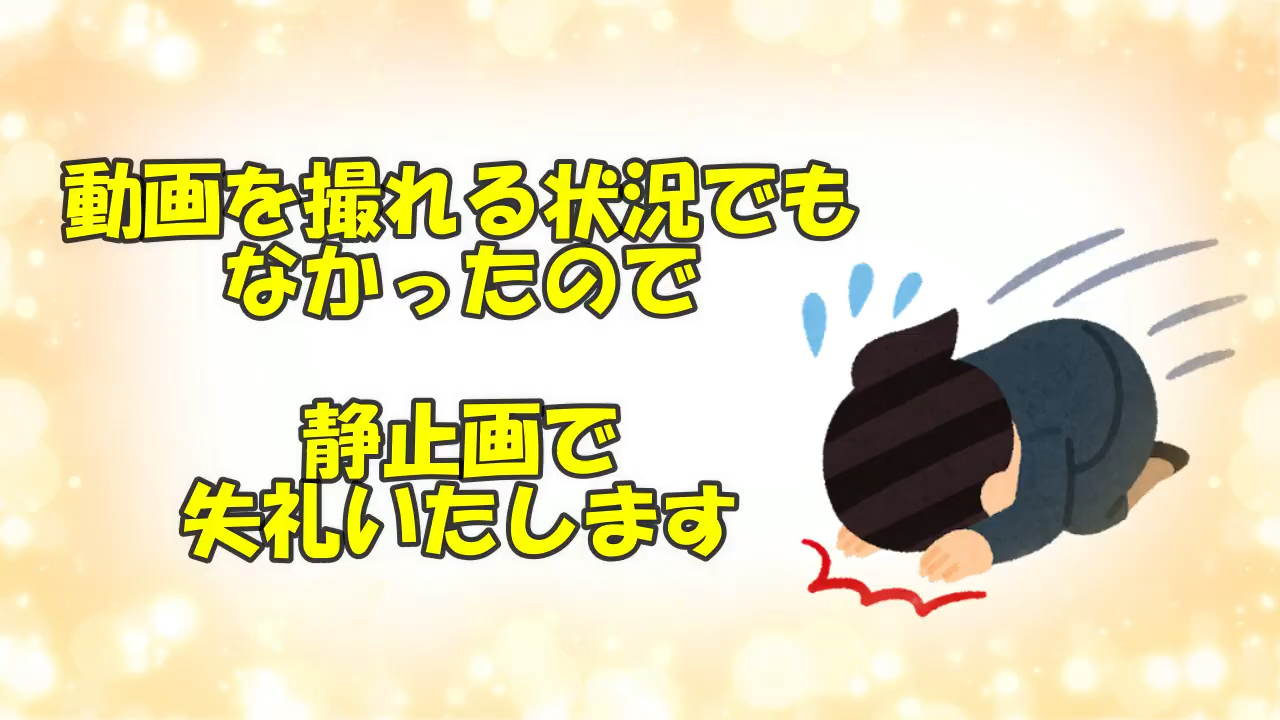 動画を撮れる状況でも
なかったので
静止画で
失礼いたします